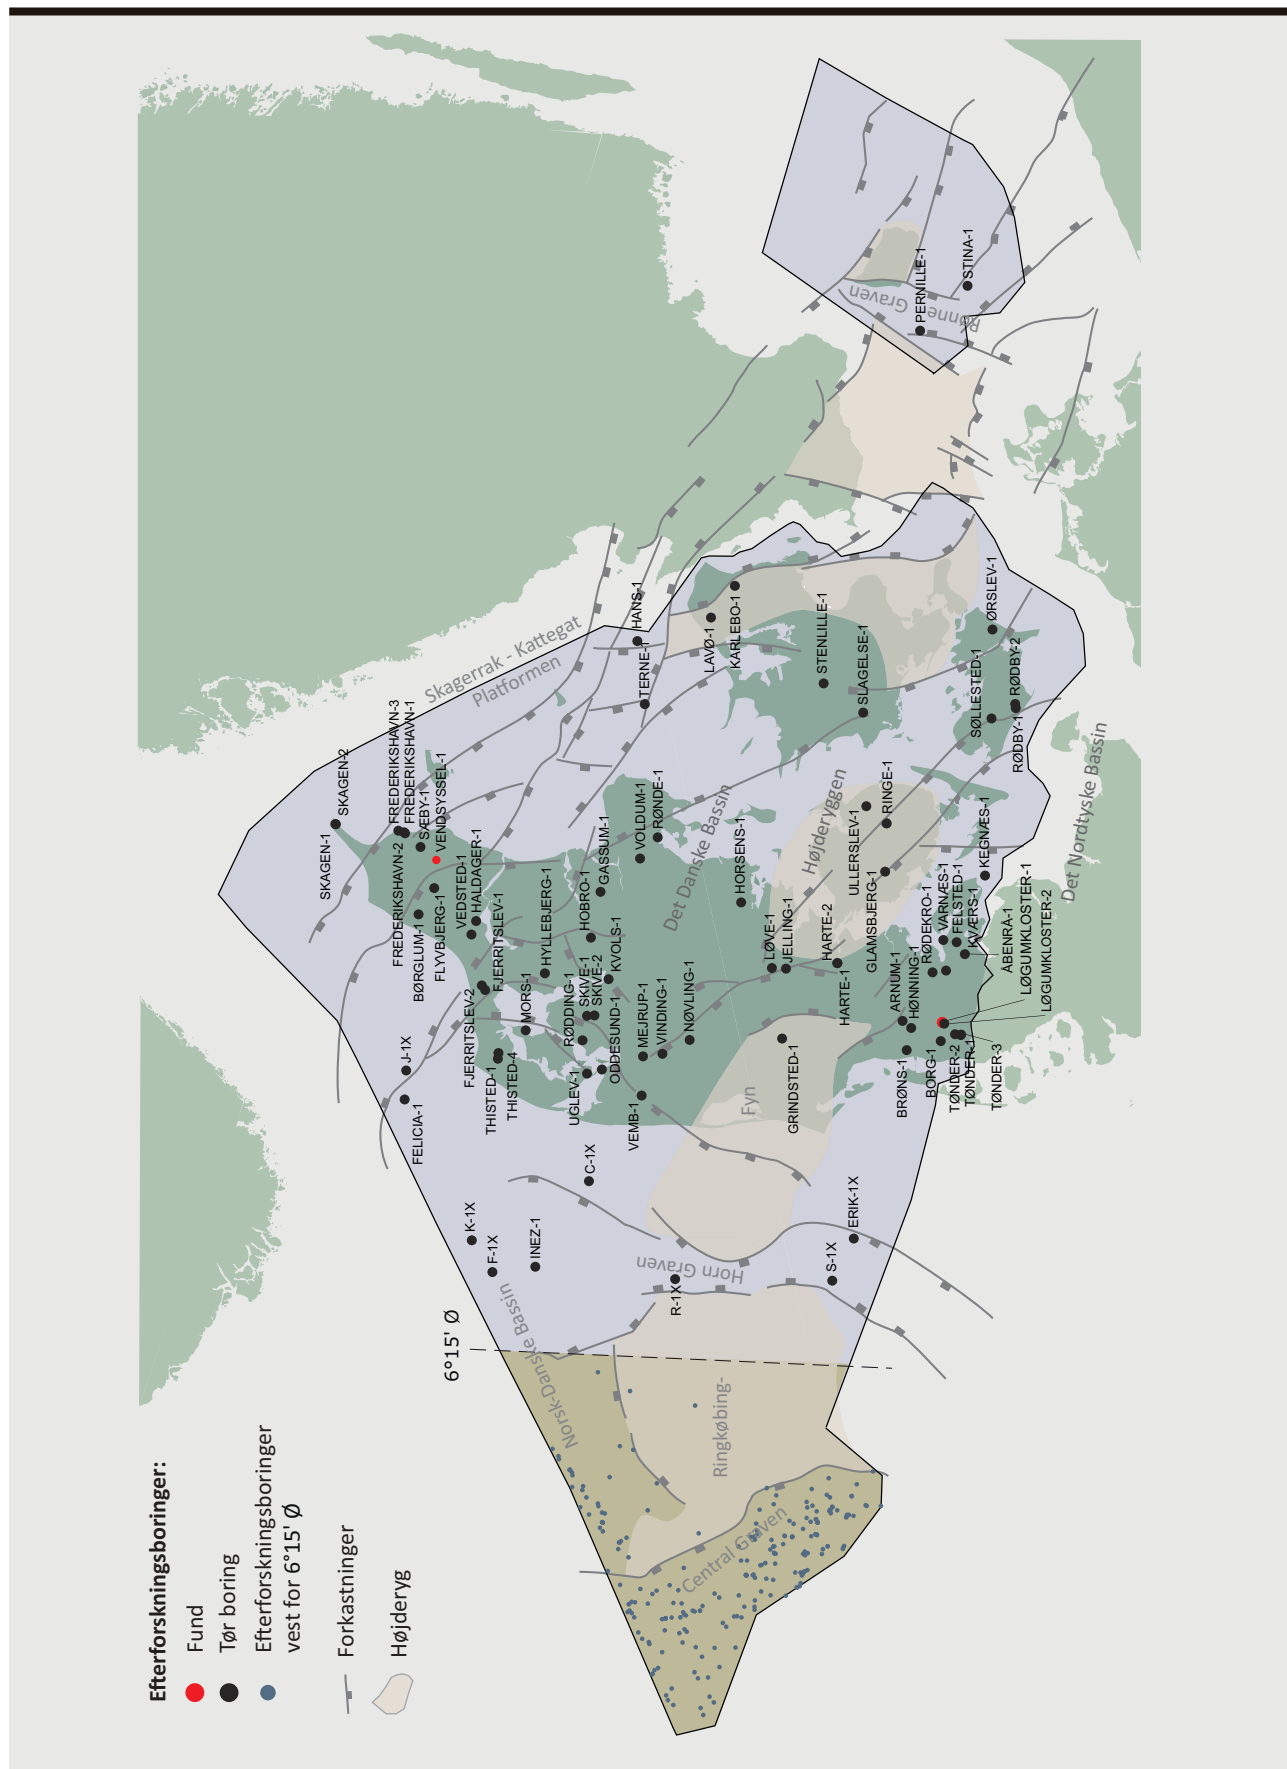 Efterforskningsboringer:
Fund
Tør boring
Efterforskningsboringer
vest for 6°15' Ø
Forkastninger
Højderyg
6°15' Ø
SKAGEN-2
SKAGEN-1
FREDERIKSHAVN-3
FREDERIKSHAVN-1
FREDERIKSHAVN-2
SÆBY-1
VENDSYSSEL-1
BØRGLUM-1
FLYVBJERG-1
VEDSTED-1
HALDAGER-1
FJERRITSLEV-1
FJERRITSLEV-2
J-1X
FELICIA-1
THISTED-1
THISTED-4
MORS-1
HYLLEBJERG-1
HOBRO-1
GASSUM-1
KVOLS-1
RØDDING-1
SKIVE-1
SKIVE-2
UGLEV-1
ODDESUND-1
MEJRUP-1
VINDING-1
NØVLING-1
VEMB-1
VOLDUM-1
RØNDE-1
HORSENS-1
TERNE-1
HANS-1
LAVØ-1
KARLEBO-1
STENLILLE-1
SLAGELSE-1
LØVE-1
JELLING-1
HARTE-2
HARTE-1
GRINDSTED-1
ULLERSLEV-1
RINGE-1
GLAMSBJERG-1
ARNUM-1
HØNNING-1
RØDEKRO-1
VARNÆS-1
FELSTED-1
KVÆRS-1
KEGNÆS-1
ÅBENRÅ-1
LØGUMKLOSTER-1
LØGUMKLOSTER-2
BRØNS-1
BORG-1
TØNDER-2
TØNDER-1
TØNDER-3
SØLLESTED-1
RØDBY-1
RØDBY-2
ØRSLEV-1
PERNILLE-1
STINA-1
K-1X
F-1X
INEZ-1
C-1X
R-1X
S-1X
ERIK-1X
Skagerrak - Kattegat
Platformen
Det Danske Bassin
Norsk-Danske Bassin
Horn Graven
Central Graven
Ringkøbing-
Fyn
Højderyggen
Det Nordtyske Bassin
Rønne Graven